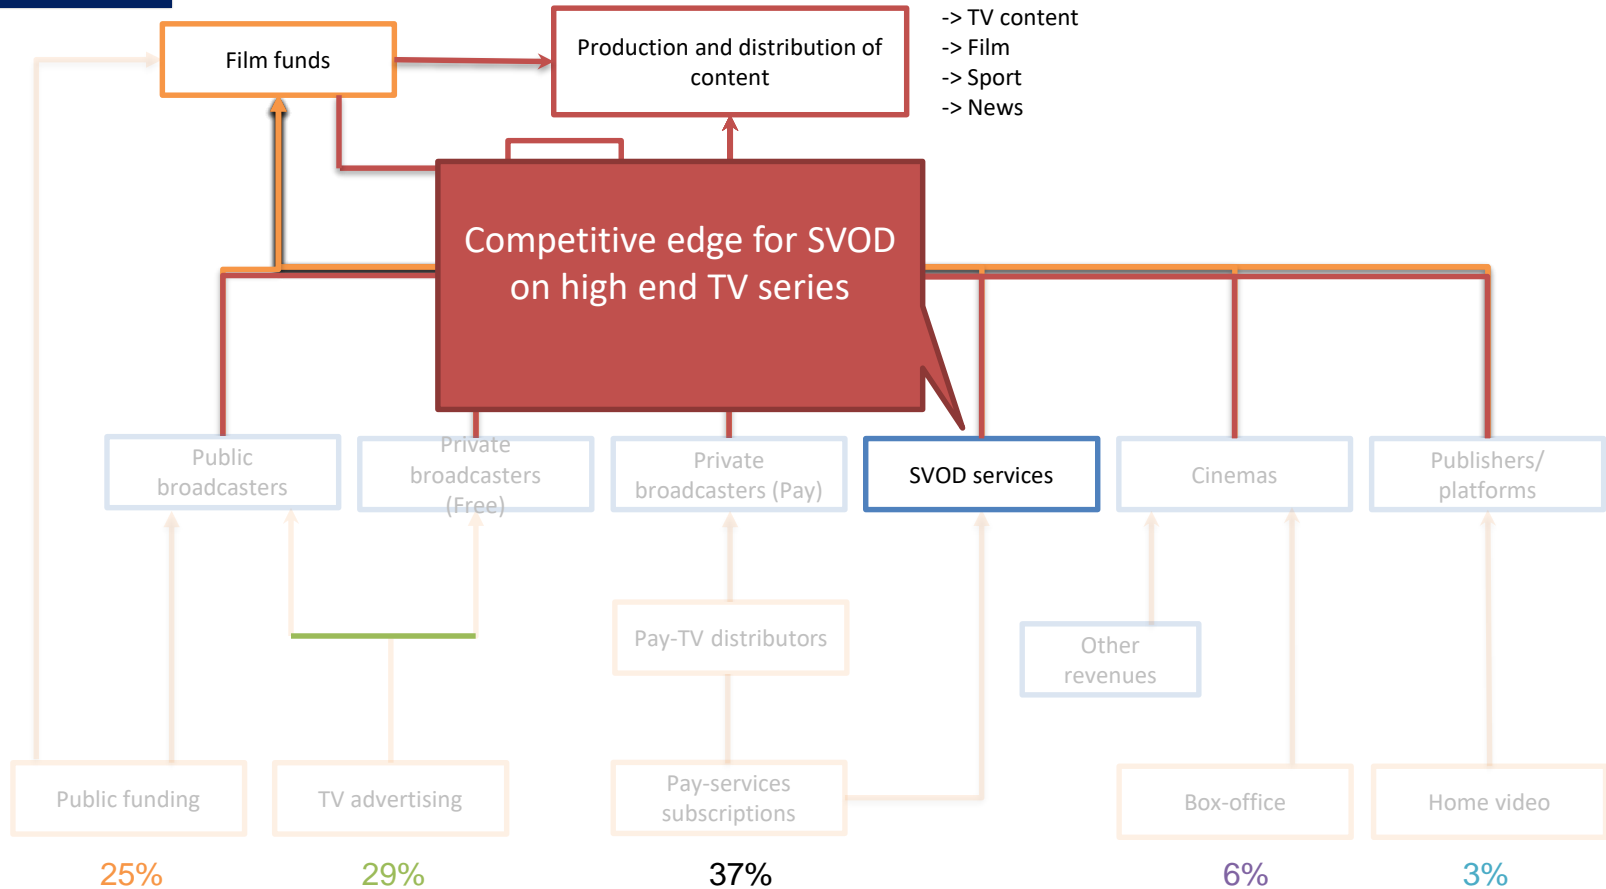 -> TV content
-> Film
-> Sport
-> News
Film funds
Production and distribution of
content
Competitive edge for SVOD
on high end TV series
Public
broadcasters
Private
broadcasters
(Free)
Private
broadcasters (Pay)
SVOD services
Cinemas
Publishers/
platforms
Pay-TV distributors
Other
revenues
Public funding
TV advertising
Pay-services
subscriptions
Box-office
Home video
25%
29%
37%
6%
3%